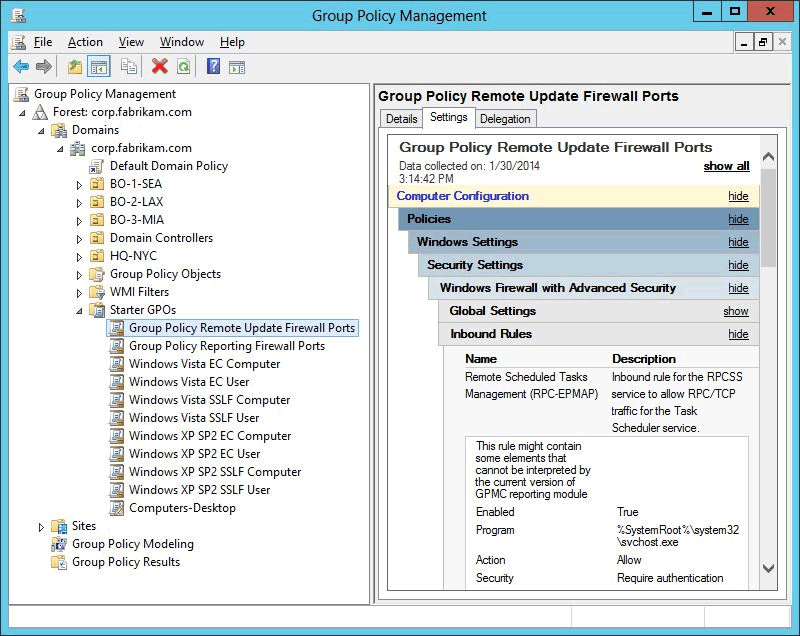 Group Policy Management
File Action View Window Help
Group Policy Management
Forest: corp.fabrikam.com
Domains
corp.fabrikam.com
Default Domain Policy
BO-1-SEA
BO-2-LAX
BO-3-MIA
Domain Controllers
HQ-NYC
Group Policy Objects
WMI Filters
Starter GPOs
Group Policy Remote Update Firewall Ports
Group Policy Reporting Firewall Ports
Windows Vista EC Computer
Windows Vista EC User
Windows Vista SSLF Computer
Windows Vista SSLF User
Windows XP SP2 EC Computer
Windows XP SP2 EC User
Windows XP SP2 SSLF Computer
Windows XP SP2 SSLF User
Computers-Desktop
Sites
Group Policy Modeling
Group Policy Results
Group Policy Remote Update Firewall Ports
Details Settings Delegation
Group Policy Remote Update Firewall Ports
Data collected on: 1/30/2014 show all
3:14:42 PM
Computer Configuration hide
Policies hide
Windows Settings hide
Security Settings hide
Windows Firewall with Advanced Security hide
Global Settings show
Inbound Rules hide
Name Description
Remote Scheduled Tasks Inbound rule for the RPCSS
Management (RPC-EPMAP) service to allow RPC/TCP
traffic for the Task
Scheduler service.
This rule might contain
some elements that
cannot be interpreted by
the current version of
GPMC reporting module
Enabled True
Program %SystemRoot%\system32
\svchost.exe
Action Allow
Security Require authentication